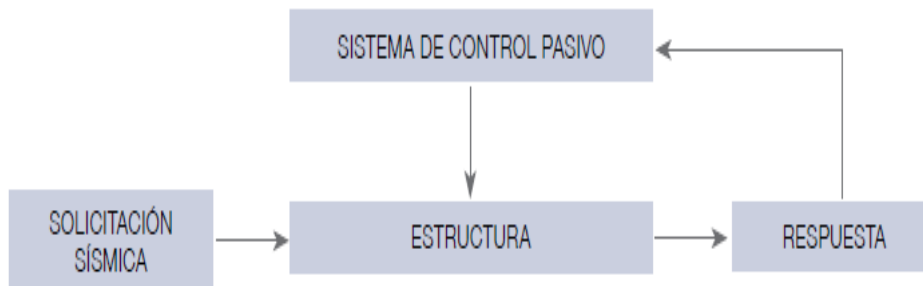 SISTEMA DE CONTROL PASIVO
SOLICITACIÓN
SÍSMICA
ESTRUCTURA
RESPUESTA